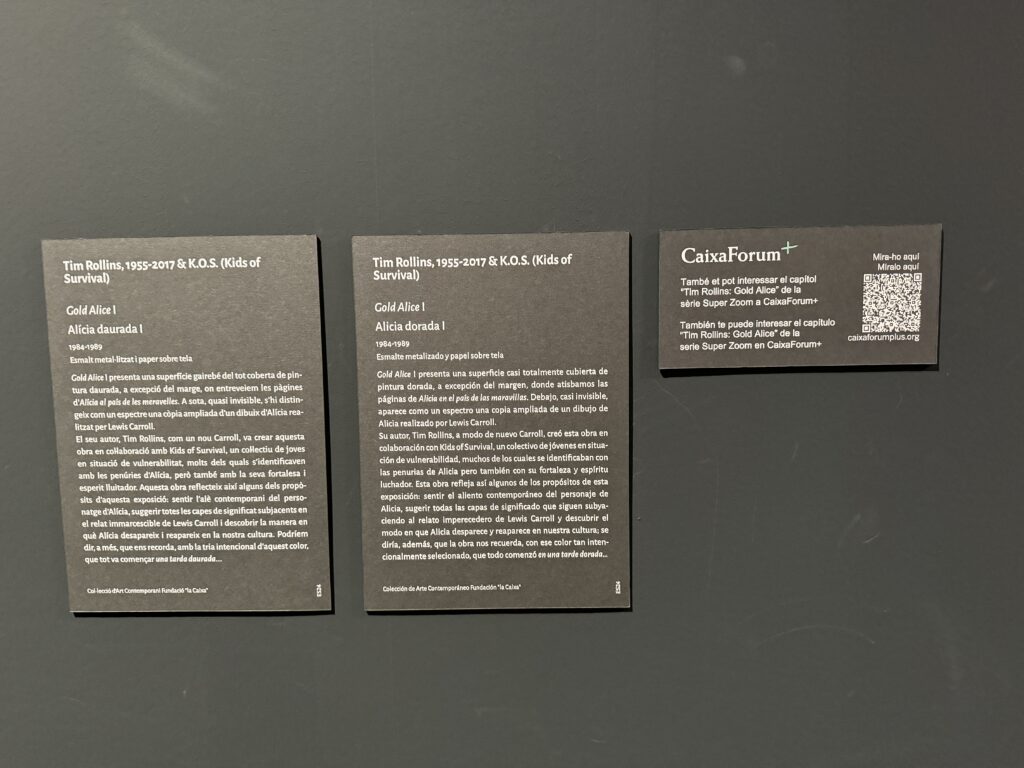 Tim Rollins, 1955-2017 & K.O.S. (Kids of
Survival)
Gold Alice I
Alícia daurada I
1984-1989
Esmalt metal·litzat i paper sobre tela
Gold Alice I presenta una superfície gairebé del tot coberta de pin-
tura daurada, a excepció del marge, on entreveiem les pàgines
d'Alícia al país de les meravelles. A sota, quasi invisible, s'hi distin-
geix com un espectre una còpia ampliada d'un dibuix d'Alícia rea-
litzat per Lewis Carroll.
El seu autor, Tim Rollins, com un nou Carroll, va crear aquesta
obra en col·laboració amb Kids of Survival, un col·lectiu de joves
en situació de vulnerabilitat, molts dels quals s'identificaven
amb les penúries d'Alícia, però també amb la seva fortalesa i
esperit lluitador. Aquesta obra reflecteix així alguns dels propò-
sits d'aquesta exposició: sentir l'alè contemporani del perso-
natge d'Alícia, suggerir totes les capes de significat subjacents en
el relat immarcescible de Lewis Carroll i descobrir la manera en
què Alícia desapareix i reapareix en la nostra cultura. Podríem
dir, a més, que ens recorda, amb la tria intencional d'aquest color,
que tot va començar una tarda daurada...
Col·lecció d'Art Contemporani Fundació "la Caixa"
ES24
Tim Rollins, 1955-2017 & K.O.S. (Kids of
Survival)
Gold Alice I
Alicia dorada I
1984-1989
Esmalte metalizado y papel sobre tela
Gold Alice I presenta una superficie casi totalmente cubierta de
pintura dorada, a excepción del margen, donde atisbamos las
páginas de Alicia en el país de las maravillas. Debajo, casi invisible,
aparece como un espectro una copia ampliada de un dibujo de
Alicia realizado por Lewis Carroll.
Su autor, Tim Rollins, a modo de nuevo Carroll, creó esta obra en
colaboración con Kids of Survival, un colectivo de jóvenes en situa-
ción de vulnerabilidad, muchos de los cuales se identificaban con
las penurias de Alicia pero también con su fortaleza y espíritu
luchador. Esta obra refleja así algunos de los propósitos de esta
exposición: sentir el aliento contemporáneo del personaje de
Alicia, sugerir todas las capas de significado que siguen subya-
ciendo al relato imperecedero de Lewis Carroll y descubrir el
modo en que Alicia desparece y reaparece en nuestra cultura; se
diría, además, que la obra nos recuerda, con ese color tan inten-
cionalmente selecionado, que todo comenzó en una tarde dorada...
Colección de Arte Contemporáneo Fundación "la Caixa"
ES24
CaixaForum+
Mira-ho aquí
Míralo aquí
També et pot interessar el capítol
"Tim Rollins: Gold Alice" de la
sèrie Super Zoom a CaixaForum+
También te puede interesar el capítulo
"Tim Rollins: Gold Alice" de la
serie Super Zoom en CaixaForum+
caixaforumplus.org